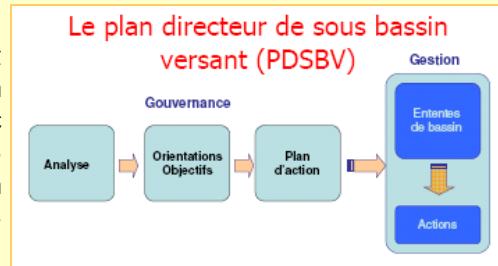 Le plan directeur de sous bassin
versant (PDSBV)
Gestion
Gouvernance
Analyse
Orientations
Objectifs
Plan
d'action
Ententes
de bassin
Actions